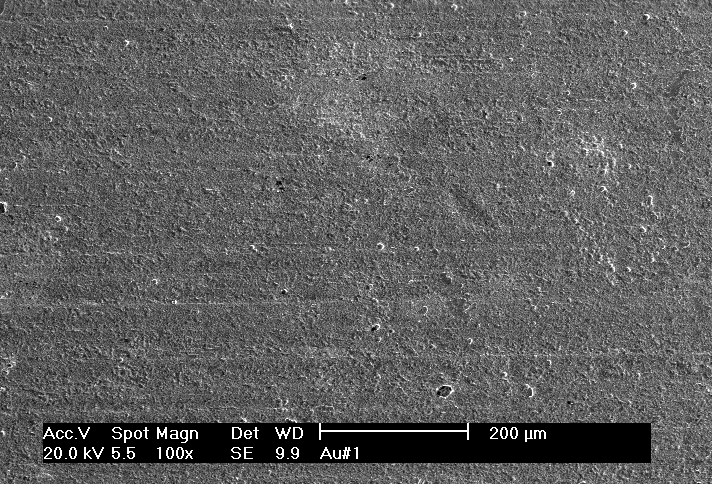 Acc.V Spot Magn Det WD 200 µm
20.0 kV 5.5 100x SE 9.9 Au#1